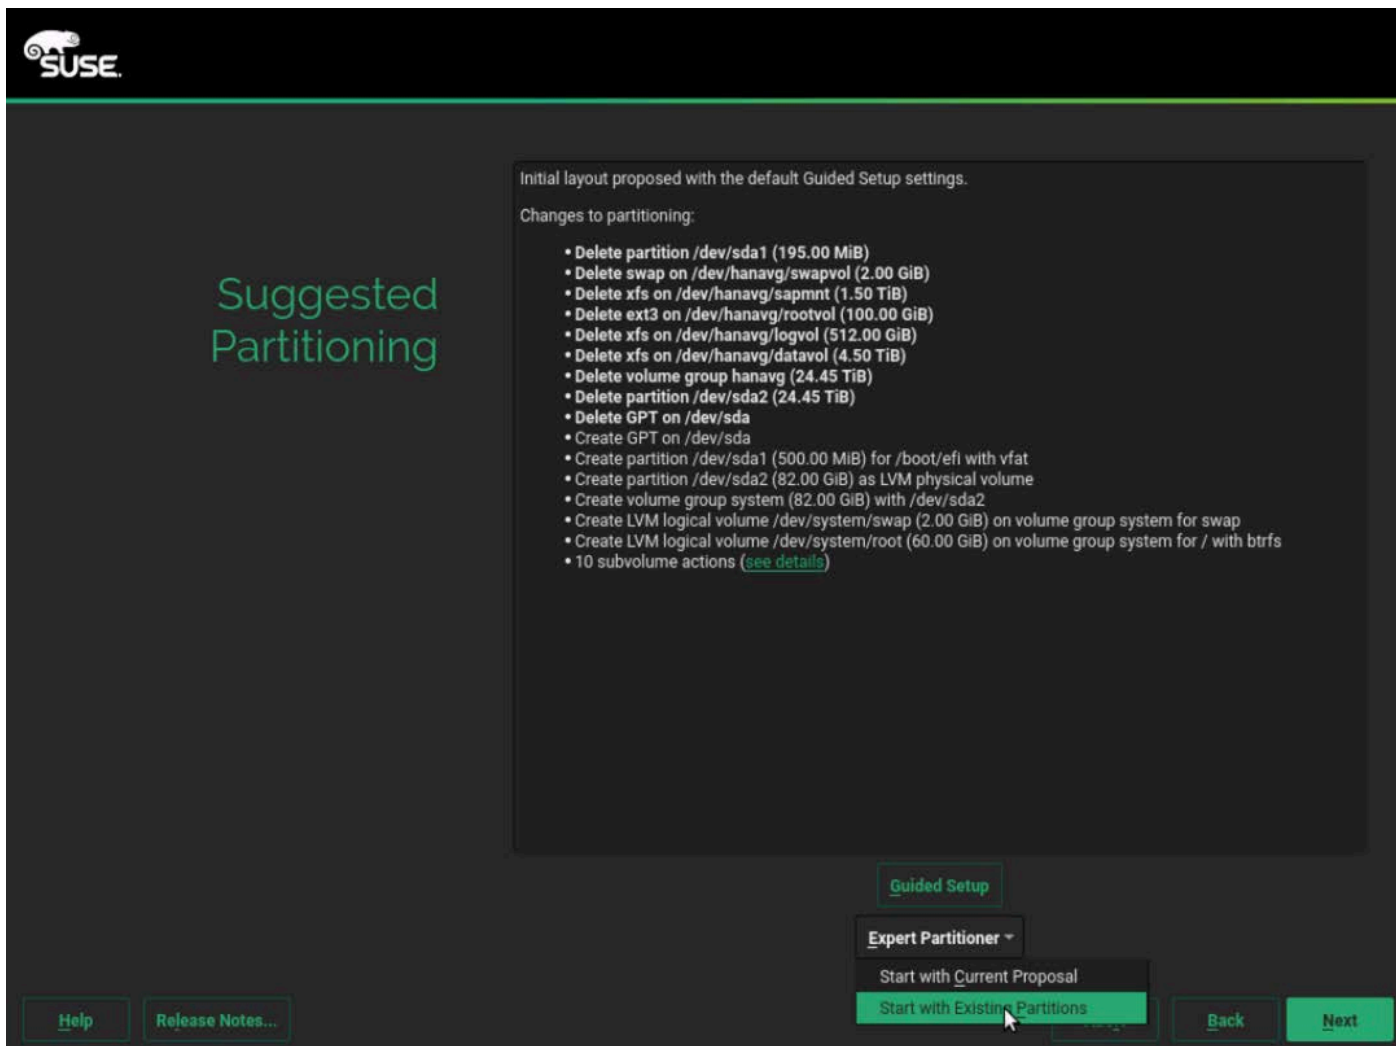 SUSE.
Initial layout proposed with the default Guided Setup settings.
Changes to partitioning:
• Delete partition /dev/sda1 (195.00 MiB)
• Delete swap on /dev/hanavg/swapvol (2.00 GiB)
• Delete xfs on /dev/hanavg/sapmnt (1.50 TiB)
• Delete ext3 on /dev/hanavg/rootvol (100.00 GiB)
• Delete xfs on /dev/hanavg/logvol (512.00 GiB)
• Delete xfs on /dev/hanavg/datavol (4.50 TiB)
• Delete volume group hanavg (24.45 TiB)
• Delete partition /dev/sda2 (24.45 TiB)
• Delete GPT on /dev/sda
• Create GPT on /dev/sda
• Create partition /dev/sda1 (500.00 MiB) for /boot/efi with vfat
• Create partition /dev/sda2 (82.00 GiB) as LVM physical volume
• Create volume group system (82.00 GiB) with /dev/sda2
• Create LVM logical volume /dev/system/swap (2.00 GiB) on volume group system for swap
• Create LVM logical volume /dev/system/root (60.00 GiB) on volume group system for / with btrfs
• 10 subvolume actions (see details)
Suggested
Partitioning
Guided Setup
Expert Partitioner
Start with Current Proposal
Start with Existing Partitions
Help
Release Notes...
Back
Next